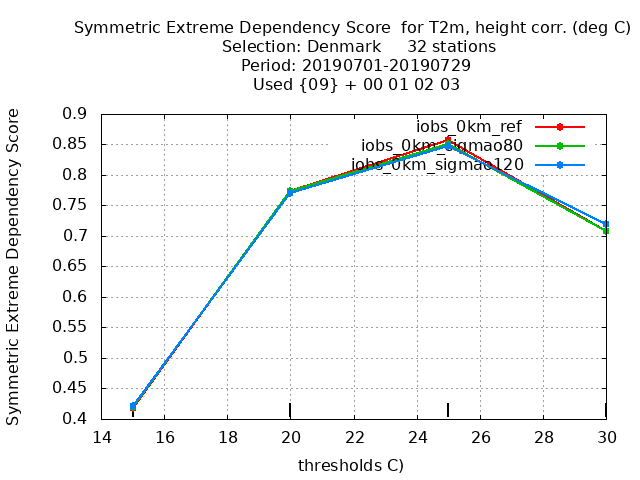 Symmetric Extreme Dependency Score  for T2m, height corr. (deg C)
Selection: Denmark     32 stations
Period: 20190701-20190729
Used {09} + 00 01 02 03
Symmetric Extreme Dependency Score
0.9
0.85
0.8
0.75
0.7
0.65
0.6
0.55
0.5
0.45
0.4
iobs_0km_ref
iobs_0km_sigmao80
iobs_0km_sigmao120
14 16 18 20 22 24 26 28 30
thresholds C)